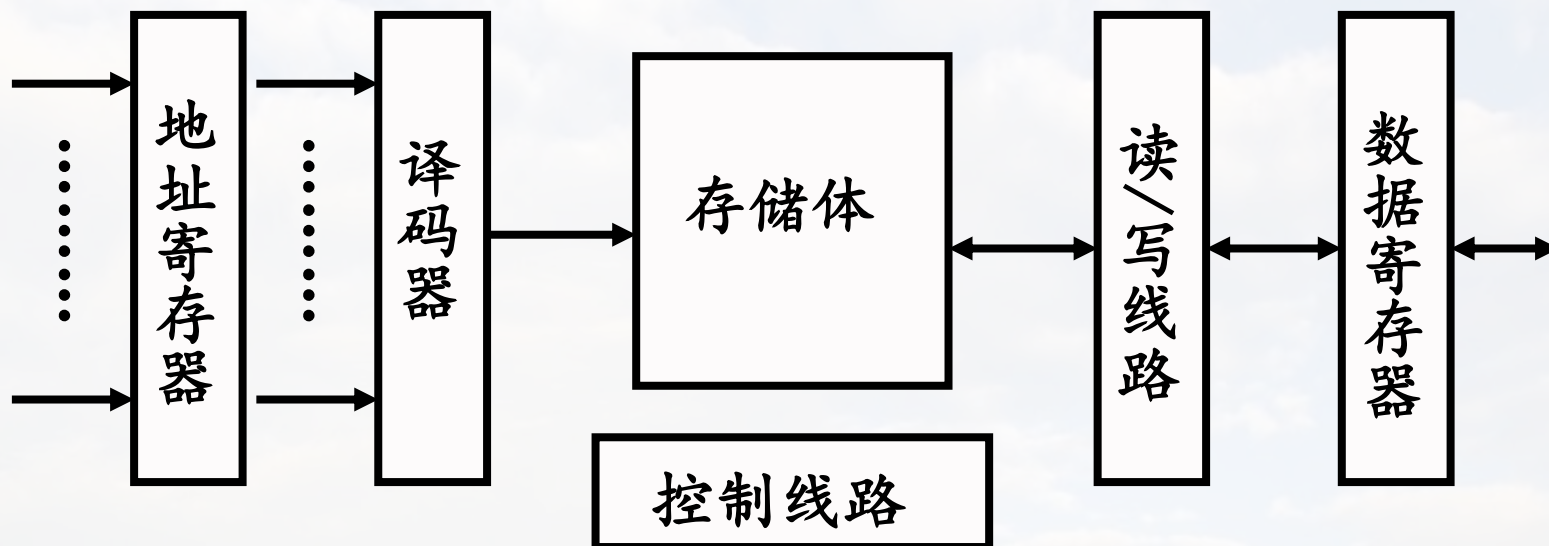 地址寄存器
译码器
存储体
读/写线路
数据寄存器
控制线路